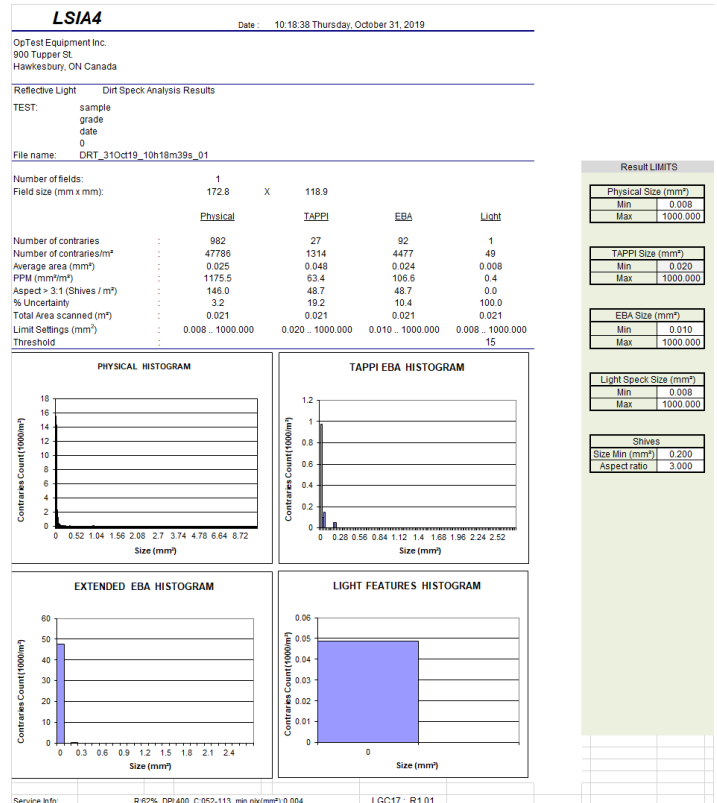 LSIA4
Date : 10:18:38 Thursday, October 31, 2019
OpTest Equipment Inc.
900 Tupper St.
Hawkesbury, ON Canada
Reflective Light Dirt Speck Analysis Results
TEST: sample
grade
date
0
File name: DRT_31Oct19_10h18m39s_01
Number of fields: 1
Field size (mm x mm): 172.8 X 118.9
Physical TAPPI EBA Light
Number of contraries : 982 27 92 1
Number of contraries/m² : 47786 1314 4477 49
Average area (mm²) : 0.025 0.048 0.024 0.008
PPM (mm²/m²) : 1175.5 63.4 106.6 0.4
Aspect > 3:1 (Shives / m²) : 146.0 48.7 48.7 0.0
% Uncertainty : 3.2 19.2 10.4 100.0
Total Area scanned (m²) : 0.021 0.021 0.021 0.021
Limit Settings (mm²) : 0.008 .. 1000.000 0.020 .. 1000.000 0.010 .. 1000.000 0.008 .. 1000.000
Threshold : 15
Result LIMITS
Physical Size (mm²)
Min 0.008
Max 1000.000
TAPPI Size (mm²)
Min 0.020
Max 1000.000
EBA Size (mm²)
Min 0.010
Max 1000.000
Light Speck Size (mm²)
Min 0.008
Max 1000.000
Shives
Size Min (mm²) 0.200
Aspect ratio 3.000
PHYSICAL HISTOGRAM
Contraries Count (1000/m²)
18
16
14
12
10
8
6
4
2
0
0 0.52 1.04 1.56 2.08 2.7 3.74 4.78 6.64 8.72
Size (mm²)
TAPPI EBA HISTOGRAM
Contraries Count (1000/m²)
1.2
1
0.8
0.6
0.4
0.2
0
0 0.28 0.56 0.84 1.12 1.4 1.68 1.96 2.24 2.52
Size (mm²)
EXTENDED EBA HISTOGRAM
Contraries Count (1000/m²)
60
50
40
30
20
10
0
0 0.3 0.6 0.9 1.2 1.5 1.8 2.1 2.4
Size (mm²)
LIGHT FEATURES HISTOGRAM
Contraries Count (1000/m²)
0.06
0.05
0.04
0.03
0.02
0.01
0
0
Size (mm²)
Service Info: R:62%, DPI:400, C:052-113, min pix(mm²):0.004 LGC17 : R1.01